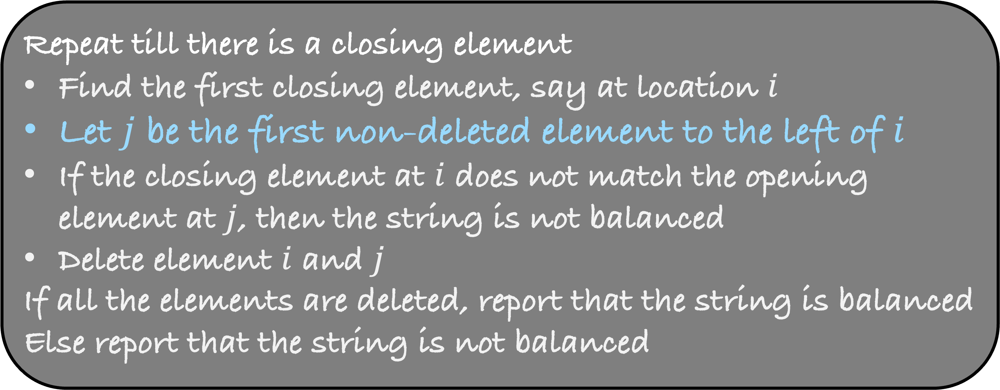 Repeat till there is a closing element
• Find the first closing element, say at location i
• Let j be the first non-deleted element to the left of i
• If the closing element at i does not match the opening
element at j, then the string is not balanced
• Delete element i and j
If all the elements are deleted, report that the string is balanced
Else report that the string is not balanced